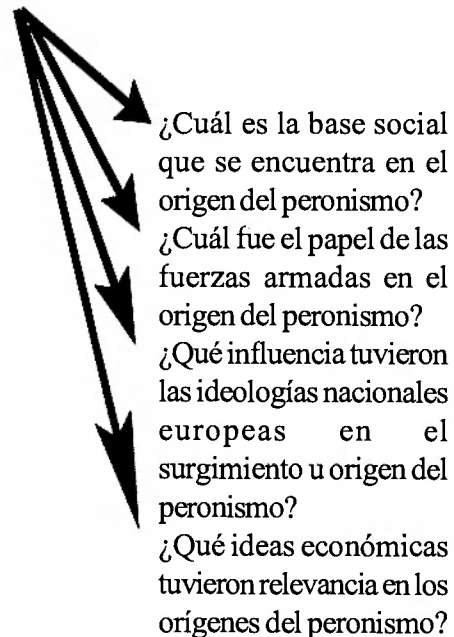 ¿Cuál es la base social
que se encuentra en el
origen del peronismo?
¿Cuál fue el papel de las
fuerzas armadas en el
origen del peronismo?
¿Qué influencia tuvieron
las ideologías nacionales
europeas en el
surgimiento u origen del
peronismo?
¿Qué ideas económicas
tuvieron relevancia en los
orígenes del peronismo?